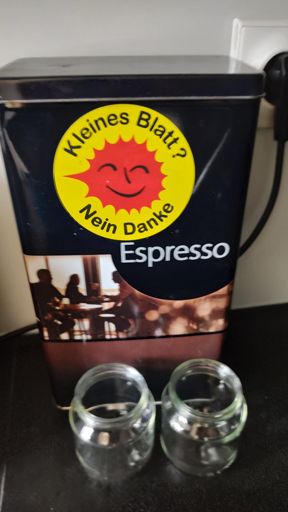 Kleines Blatt?
Nein Danke
Espresso